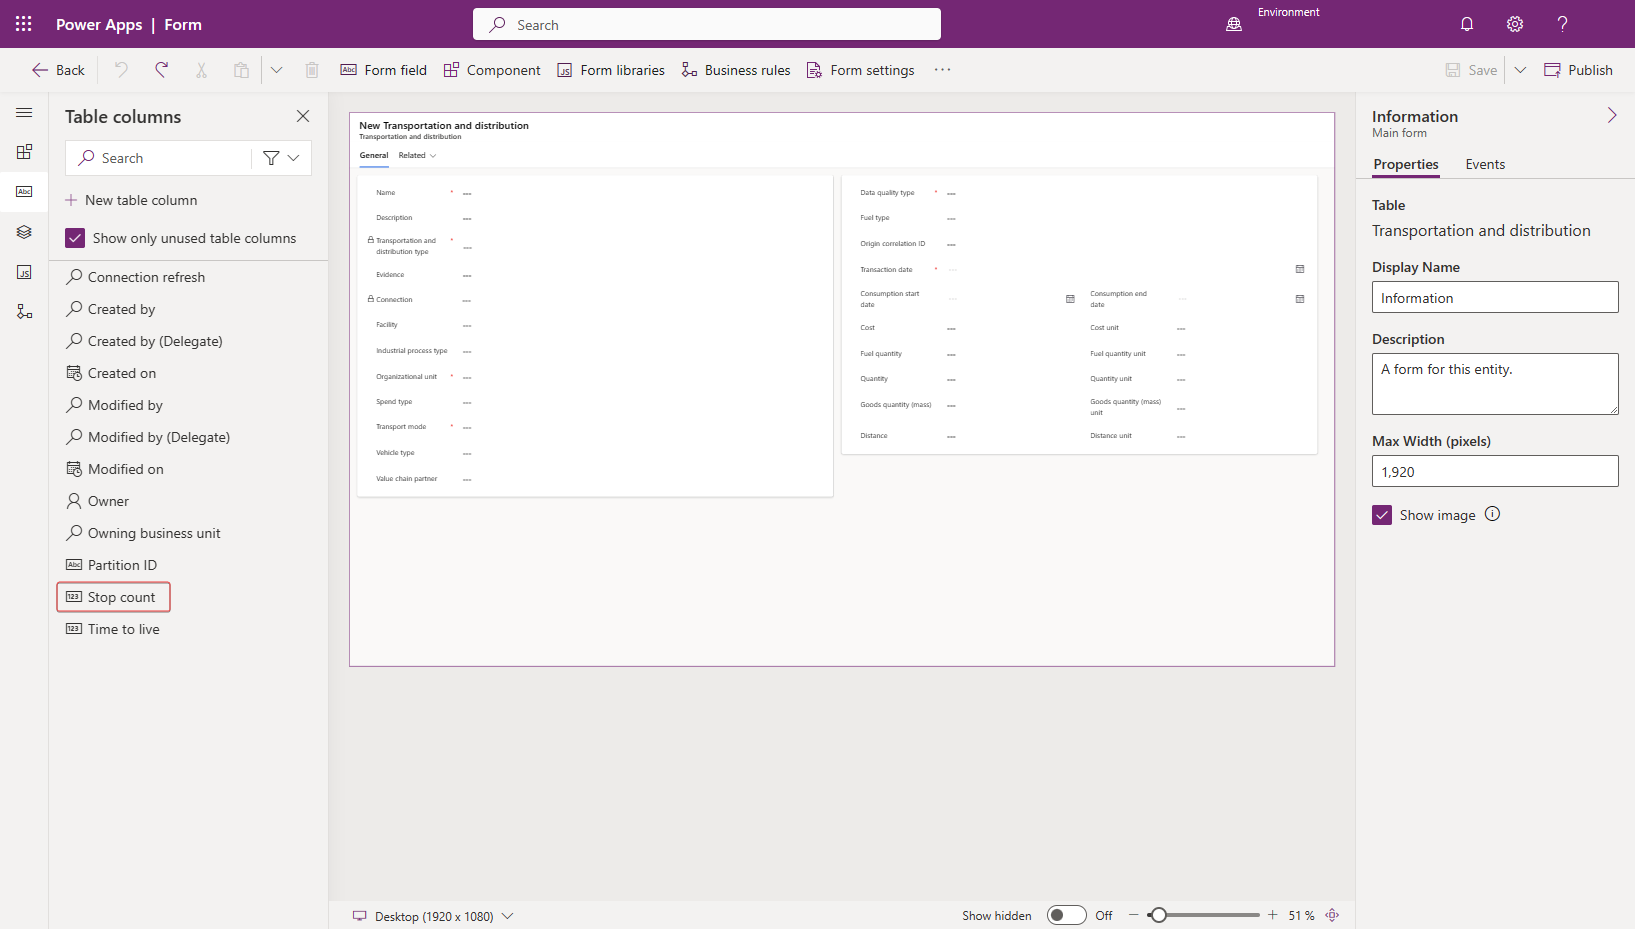 Power Apps | Form
Search
Environment
Back
Form field
Component
Form libraries
Business rules
Form settings
Save
Publish
Table columns
Search
New table column
Show only unused table columns
Connection refresh
Created by
Created by (Delegate)
Created on
Modified by
Modified by (Delegate)
Modified on
Owner
Owning business unit
Abc Partition ID
123 Stop count
123 Time to live
New Transportation and distribution
Transportation and distribution
General Related
Name * ---
Description ---
Transportation and distribution type * ---
Evidence ---
Connection ---
Facility ---
Industrial process type ---
Organizational unit * ---
Spend type ---
Transport mode * ---
Vehicle type ---
Value chain partner ---
Data quality type * ---
Fuel type ---
Origin correlation ID ---
Transaction date * ---
Consumption start date --- Consumption end date ---
Cost --- Cost unit ---
Fuel quantity --- Fuel quantity unit ---
Quantity --- Quantity unit ---
Goods quantity (mass) --- Goods quantity (mass) unit ---
Distance --- Distance unit ---
Information
Main form
Properties Events
Table
Transportation and distribution
Display Name
Information
Description
A form for this entity.
Max Width (pixels)
1,920
Show image
Desktop (1920 x 1080)
Show hidden Off
51 %